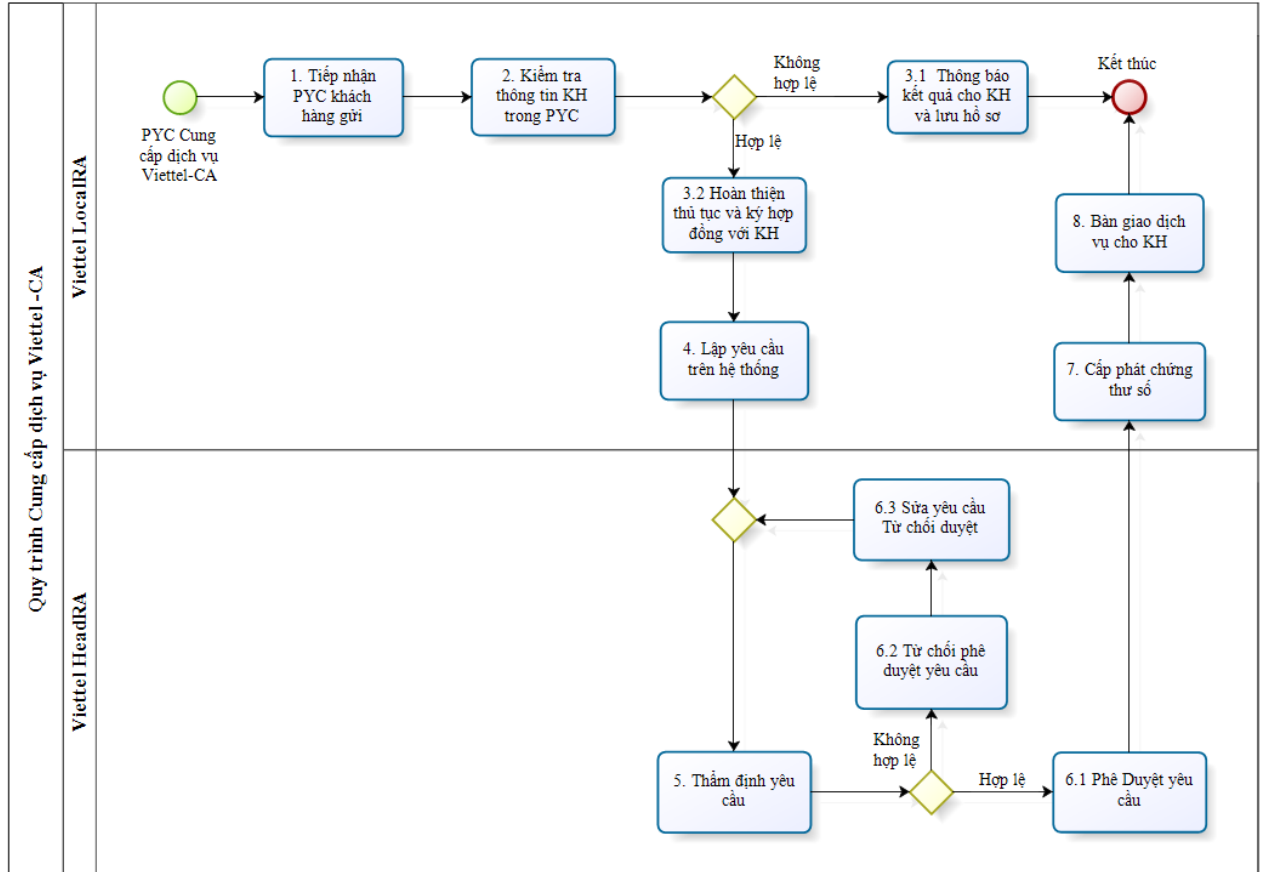 Quy trình Cung cấp dịch vụ Viettel -CA
Viettel LocalRA
PYC Cung
cấp dịch vụ
Viettel-CA
1. Tiếp nhận
PYC khách
hàng gửi
2. Kiểm tra
thông tin KH
trong PYC
Không
hợp lệ
3.1 Thông báo
kết quả cho KH
và lưu hồ sơ
Kết thúc
Hợp lệ
3.2 Hoàn thiện
thủ tục và ký hợp
đồng với KH
8. Bàn giao dịch
vụ cho KH
4. Lập yêu cầu
trên hệ thống
7. Cấp phát chứng
thư số
Viettel HeadRA
6.3 Sửa yêu cầu
Từ chối duyệt
6.2 Từ chối phê
duyệt yêu cầu
Không
hợp lệ
5. Thẩm định yêu
cầu
Hợp lệ
6.1 Phê Duyệt yêu
cầu